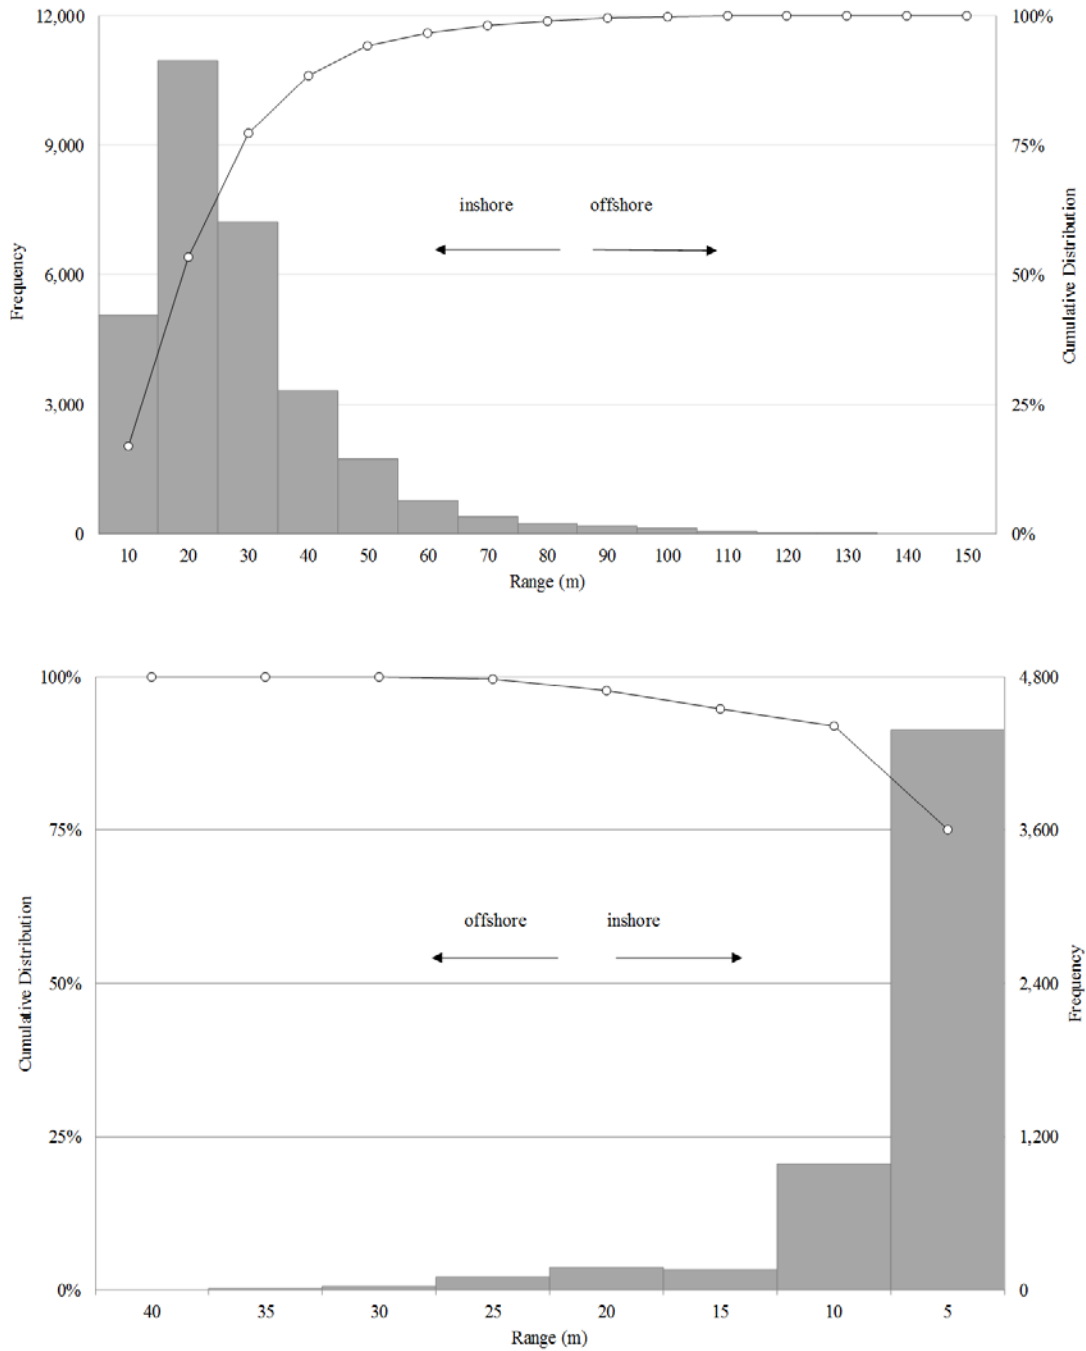 12,000
100%
9,000
75%
inshore
offshore
6,000
50%
Frequency
Cumulative Distribution
3,000
25%
0
0%
10 20 30 40 50 60 70 80 90 100 110 120 130 140 150
Range (m)
100%
4,800
75%
3,600
offshore
inshore
50%
2,400
Cumulative Distribution
Frequency
25%
1,200
0%
0
40 35 30 25 20 15 10 5
Range (m)